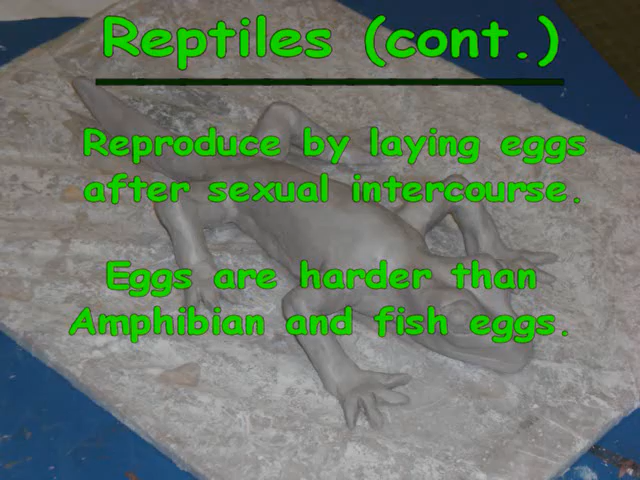 Reptiles (cont.)
Reproduce by laying eggs
after sexual intercourse.
Eggs are harder than
Amphibian and fish eggs.